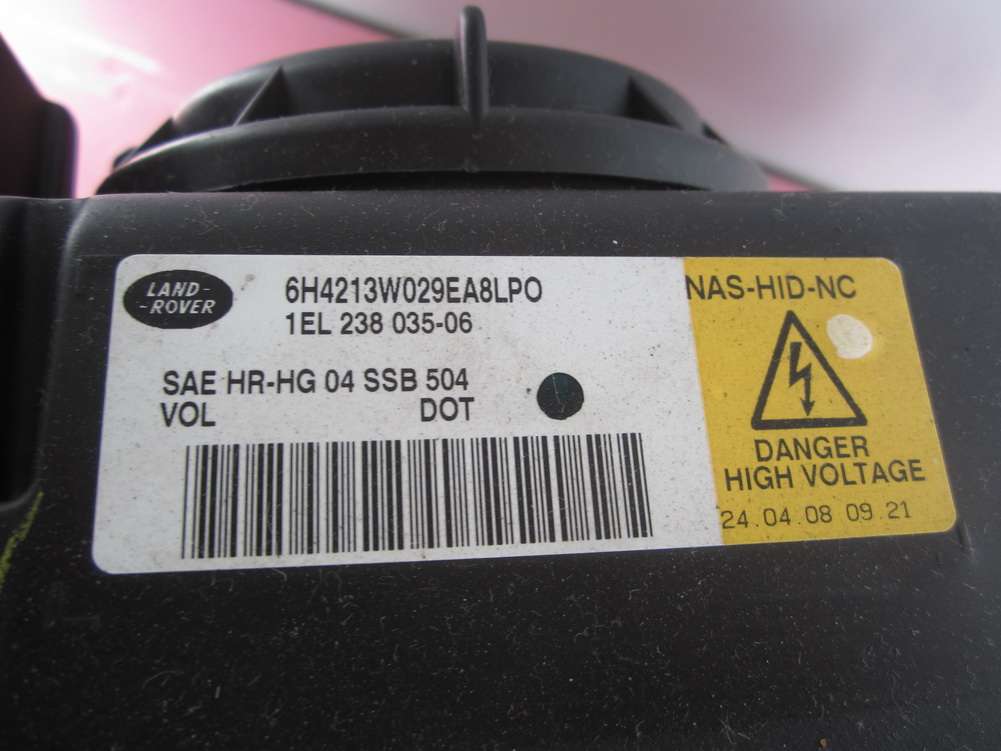 LAND-
-ROVER
6H4213W029EA8LPO
1EL 238 035-06
SAE HR-HG 04 SSB 504
VOL DOT
NAS-HID-NC
DANGER
HIGH VOLTAGE
24.04.08 09.21